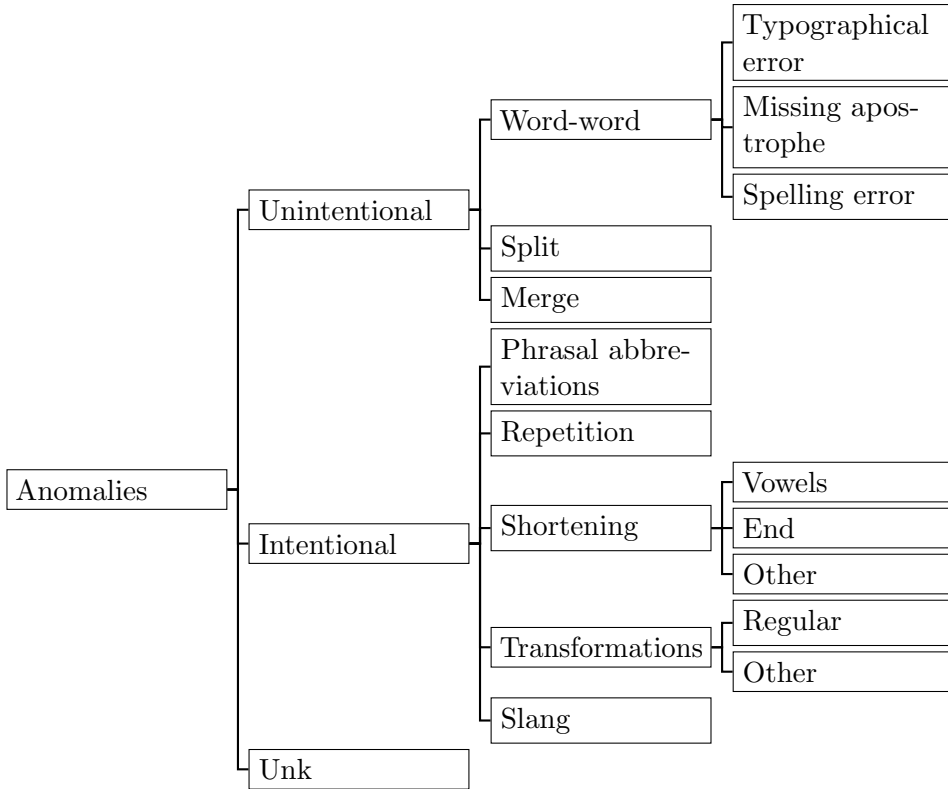 Typographical
error
Missing apos-
trophe
Spelling error
Word-word
Unintentional
Split
Merge
Phrasal abbre-
viations
Repetition
Anomalies
Intentional
Shortening
Vowels
End
Other
Transformations
Regular
Other
Slang
Unk